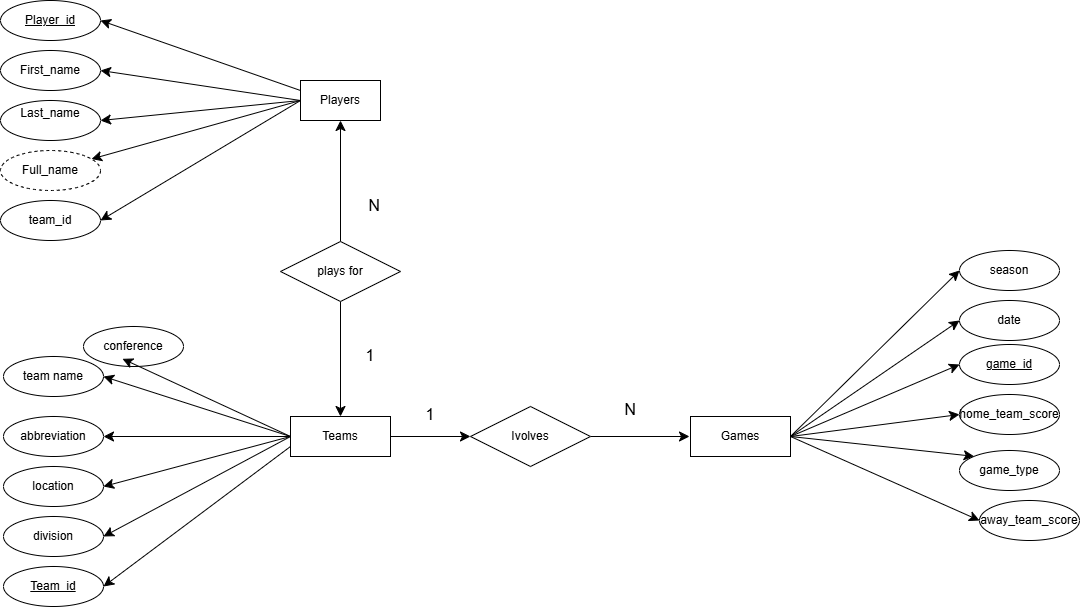 Player_id
First_name
Last_name
Full_name
team_id
Players
N
plays for
1
conference
team name
abbreviation
location
division
Team_id
Teams
1
Ivolves
N
Games
season
date
game_id
home_team_score
game_type
away_team_score